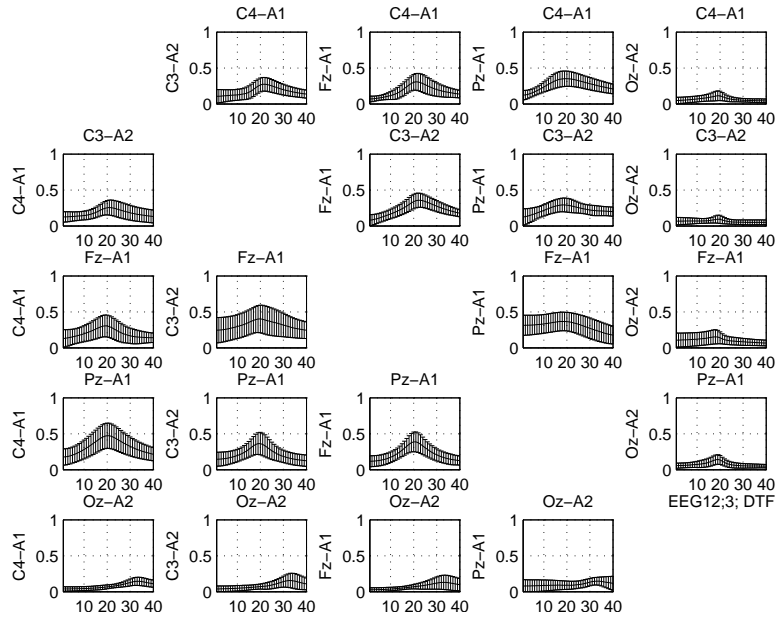 C4−A1 C4−A1 C4−A1 C4−A1
1 1 1 1
C3−A2 0.5 Fz−A1 0.5 Pz−A1 0.5 Oz−A2 0.5
0 0 0 0
10 20 30 40 10 20 30 40 10 20 30 40 10 20 30 40
C3−A2 C3−A2 C3−A2 C3−A2
1 1 1 1
C4−A1 0.5 Fz−A1 0.5 Pz−A1 0.5 Oz−A2 0.5
0 0 0 0
10 20 30 40 10 20 30 40 10 20 30 40 10 20 30 40
Fz−A1 Fz−A1 Fz−A1 Fz−A1
1 1 1 1
C4−A1 0.5 C3−A2 0.5 Pz−A1 0.5 Oz−A2 0.5
0 0 0 0
10 20 30 40 10 20 30 40 10 20 30 40 10 20 30 40
Pz−A1 Pz−A1 Pz−A1 Pz−A1
1 1 1 1
C4−A1 0.5 C3−A2 0.5 Fz−A1 0.5 Oz−A2 0.5
0 0 0 0
10 20 30 40 10 20 30 40 10 20 30 40 10 20 30 40
Oz−A2 Oz−A2 Oz−A2 Oz−A2 EEG12;3; DTF
1 1 1 1
C4−A1 0.5 C3−A2 0.5 Fz−A1 0.5 Pz−A1 0.5
0 0 0 0
10 20 30 40 10 20 30 40 10 20 30 40 10 20 30 40